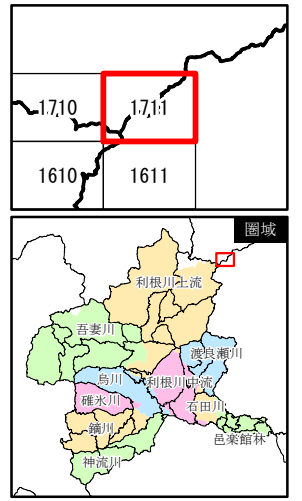 1710 1711
1610 1611
圏域
利根川上流
吾妻川
渡良瀬川
烏川 利根川中流
碓氷川
石田川
鏑川
邑楽館林
神流川